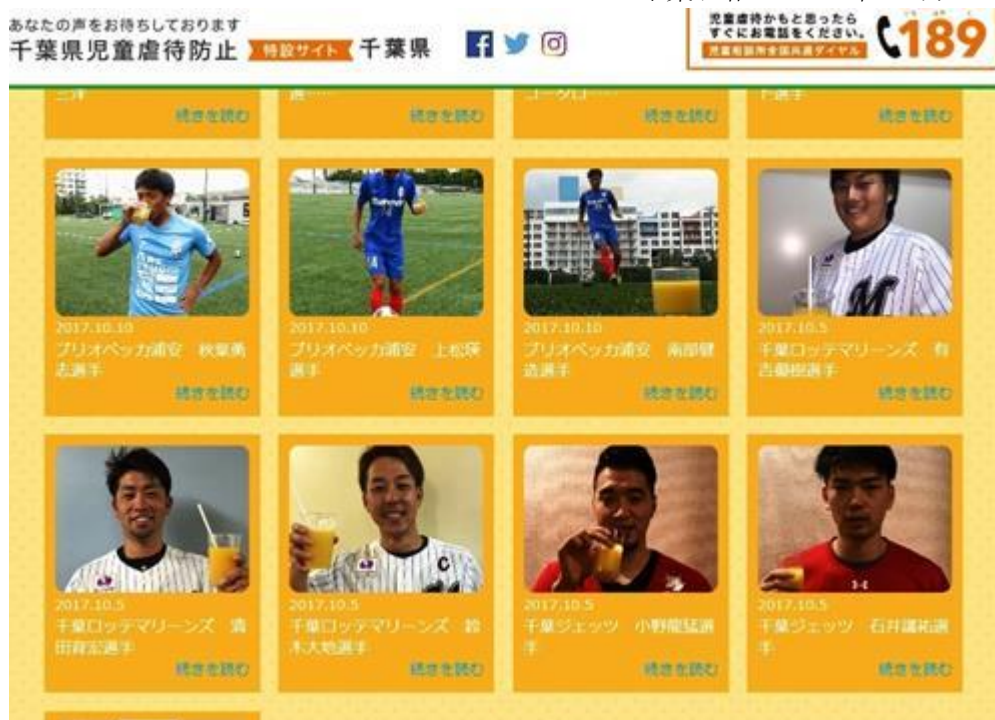 あなたの声をお待ちしております
千葉県児童虐待防止 特設サイト 千葉県
児童虐待かもと思ったら
すぐにお電話をください。
児童相談所全国共通ダイヤル
189
続きを読む
続きを読む
続きを読む
続きを読む
2017.10.10
ブリオベッカ浦安 秋葉勇
志選手
続きを読む
2017.10.10
ブリオベッカ浦安 上松瑛
選手
続きを読む
2017.10.10
ブリオベッカ浦安 南部健
造選手
続きを読む
2017.10.5
千葉ロッテマリーンズ 有
吉優樹選手
続きを読む
2017.10.5
千葉ロッテマリーンズ 清
田育宏選手
続きを読む
2017.10.5
千葉ロッテマリーンズ 鈴
木大地選手
続きを読む
2017.10.5
千葉ジェッツ 小野龍猛選
手
続きを読む
2017.10.5
千葉ジェッツ 石井講祐選
手
続きを読む